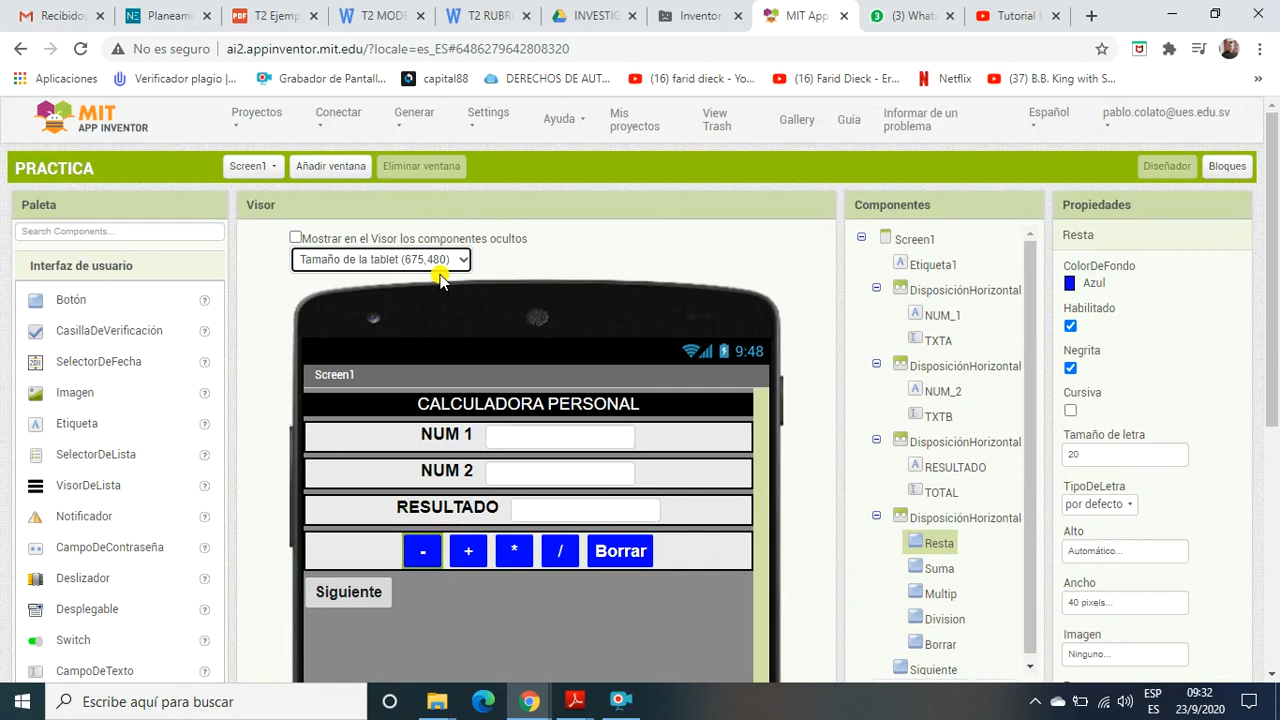 Recibidos
Planeami
T2 Ejemp
T2 MODE
T2 RUBRI
INVESTIG
Inventor
MIT App
(3) Whats
Tutorial In
No es seguro
ai2.appinventor.mit.edu/?locale=es_ES#6486279642808320
Aplicaciones
Verificador plagio |...
Grabador de Pantall...
capital88
DERECHOS DE AUT...
(16) farid dieck - Yo...
(16) Farid Dieck - Er...
Netflix
(37) B.B. King with S...
MIT
APP INVENTOR
Proyectos
Conectar
Generar
Settings
Ayuda
Mis proyectos
View Trash
Gallery
Guía
Informar de un problema
Español
pablo.colato@ues.edu.sv
PRACTICA
Screen1
Añadir ventana
Eliminar ventana
Diseñador
Bloques
Paleta
Search Components...
Interfaz de usuario
Botón
CasillaDeVerificación
SelectorDeFecha
Imagen
Etiqueta
SelectorDeLista
VisorDeLista
Notificador
CampoDeContraseña
Deslizador
Desplegable
Switch
CampoDeTexto
Visor
Mostrar en el Visor los componentes ocultos
Tamaño de la tablet (675,480)
9:48
Screen1
CALCULADORA PERSONAL
NUM 1
NUM 2
RESULTADO
- + * / Borrar
Siguiente
Componentes
Screen1
Etiqueta1
DisposiciónHorizontal
NUM_1
TXTA
DisposiciónHorizontal
NUM_2
TXTB
DisposiciónHorizontal
RESULTADO
TOTAL
DisposiciónHorizontal
Resta
Suma
Multip
Division
Borrar
Siguiente
Propiedades
Resta
ColorDeFondo
Azul
Habilitado
Negrita
Cursiva
Tamaño de letra
20
TipoDeLetra
por defecto
Alto
Automático...
Ancho
40 pixels...
Imagen
Ninguno...
Escribe aquí para buscar
ESP
ES
09:32
23/9/2020